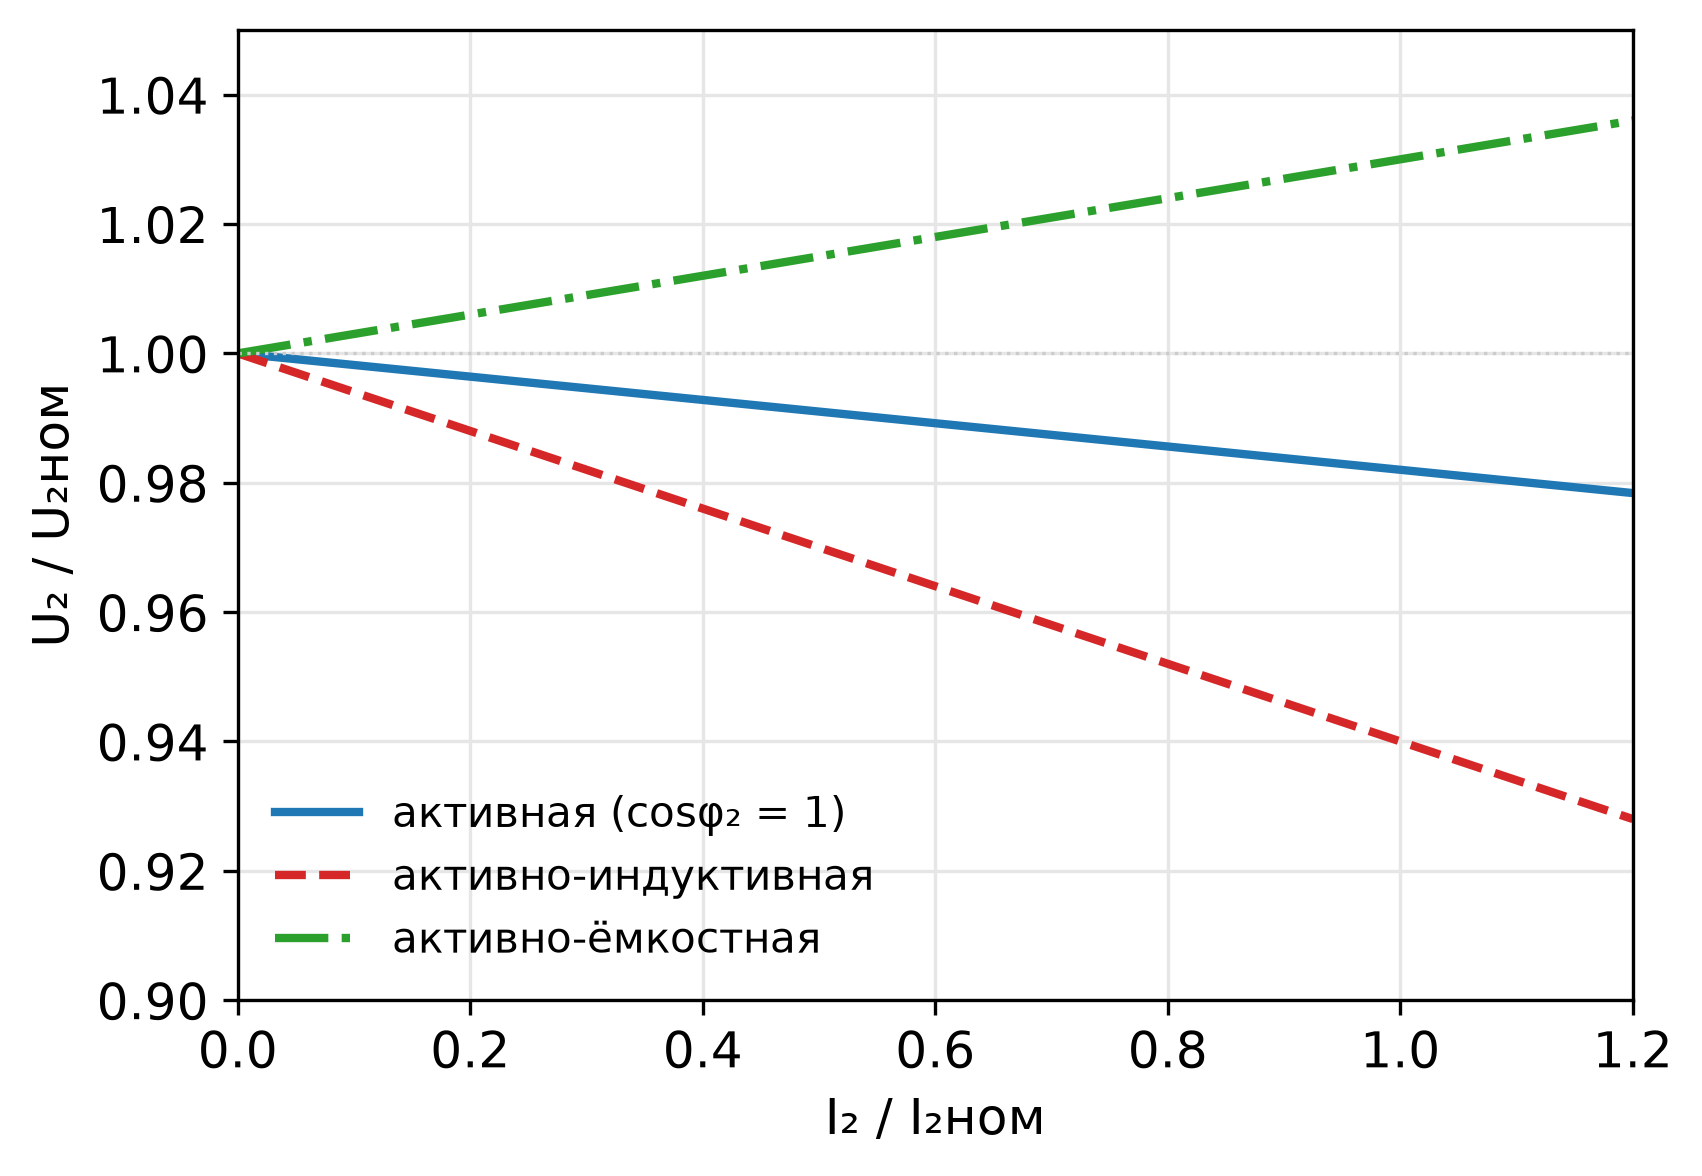 1.04
1.02
1.00
0.98
0.96
0.94
0.92
0.90
U₂ / U₂ном
активная (cosφ₂ = 1)
активно-индуктивная
активно-ёмкостная
0.0 0.2 0.4 0.6 0.8 1.0 1.2
I₂ / I₂ном